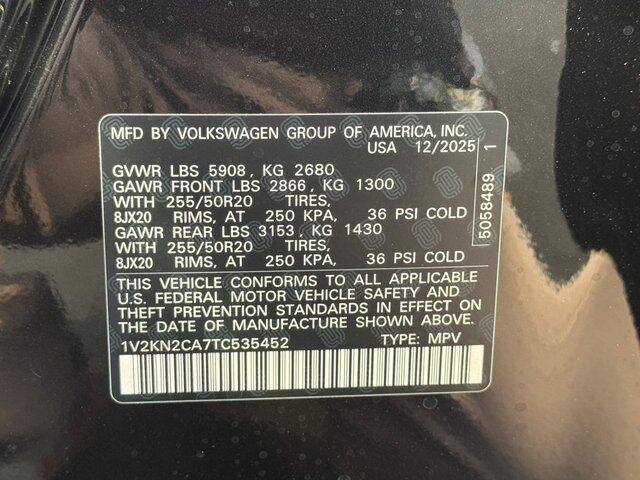 MFD BY VOLKSWAGEN GROUP OF AMERICA, INC.
USA 12/2025
GVWR LBS 5908, KG 2680
GAWR FRONT LBS 2866, KG 1300
WITH 255/50R20 TIRES,
8JX20 RIMS, AT 250 KPA, 36 PSI COLD
GAWR REAR LBS 3153, KG 1430
WITH 255/50R20 TIRES,
8JX20 RIMS, AT 250 KPA, 36 PSI COLD
THIS VEHICLE CONFORMS TO ALL APPLICABLE
U.S. FEDERAL MOTOR VEHICLE SAFETY AND
THEFT PREVENTION STANDARDS IN EFFECT ON
THE DATE OF MANUFACTURE SHOWN ABOVE.
1V2KN2CA7TC535452 TYPE: MPV
5058489 1